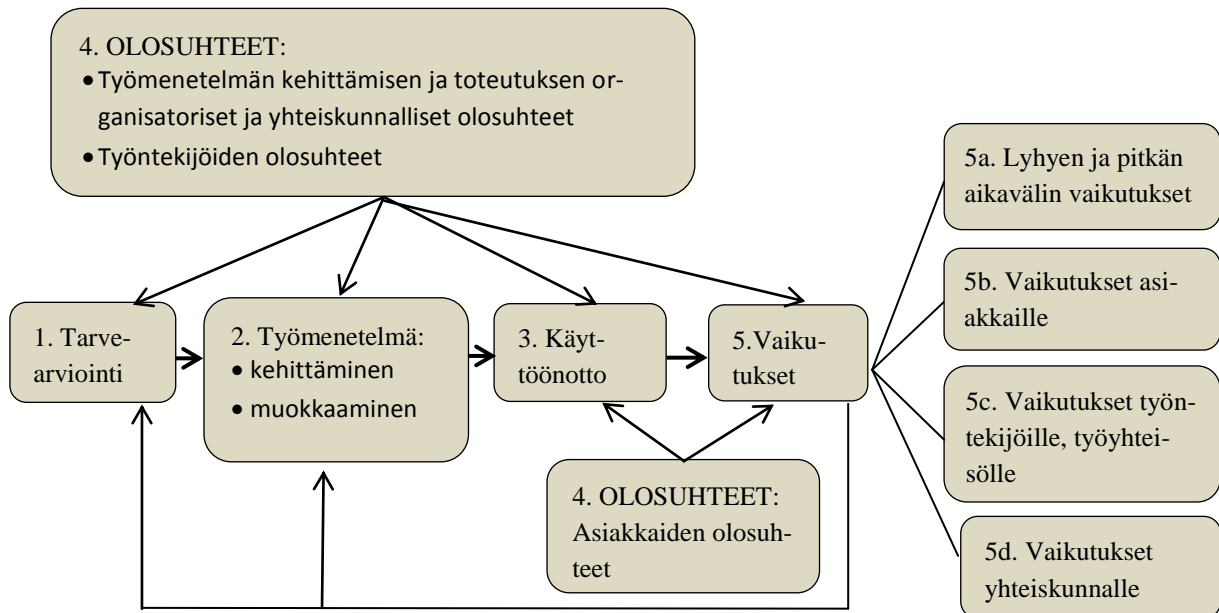 4. OLOSUHTEET:
• Työmenetelmän kehittämisen ja toteutuksen or-
ganisatoriset ja yhteiskunnalliset olosuhteet
• Työntekijöiden olosuhteet
1. Tarve-
arviointi
2. Työmenetelmä:
• kehittäminen
• muokkaaminen
3. Käyt-
töönotto
5.Vaiku-
tukset
4. OLOSUHTEET:
Asiakkaiden olosuh-
teet
5a. Lyhyen ja pitkän
aikavälin vaikutukset
5b. Vaikutukset asi-
akkaille
5c. Vaikutukset työn-
tekijöille, työyhtei-
sölle
5d. Vaikutukset
yhteiskunnalle